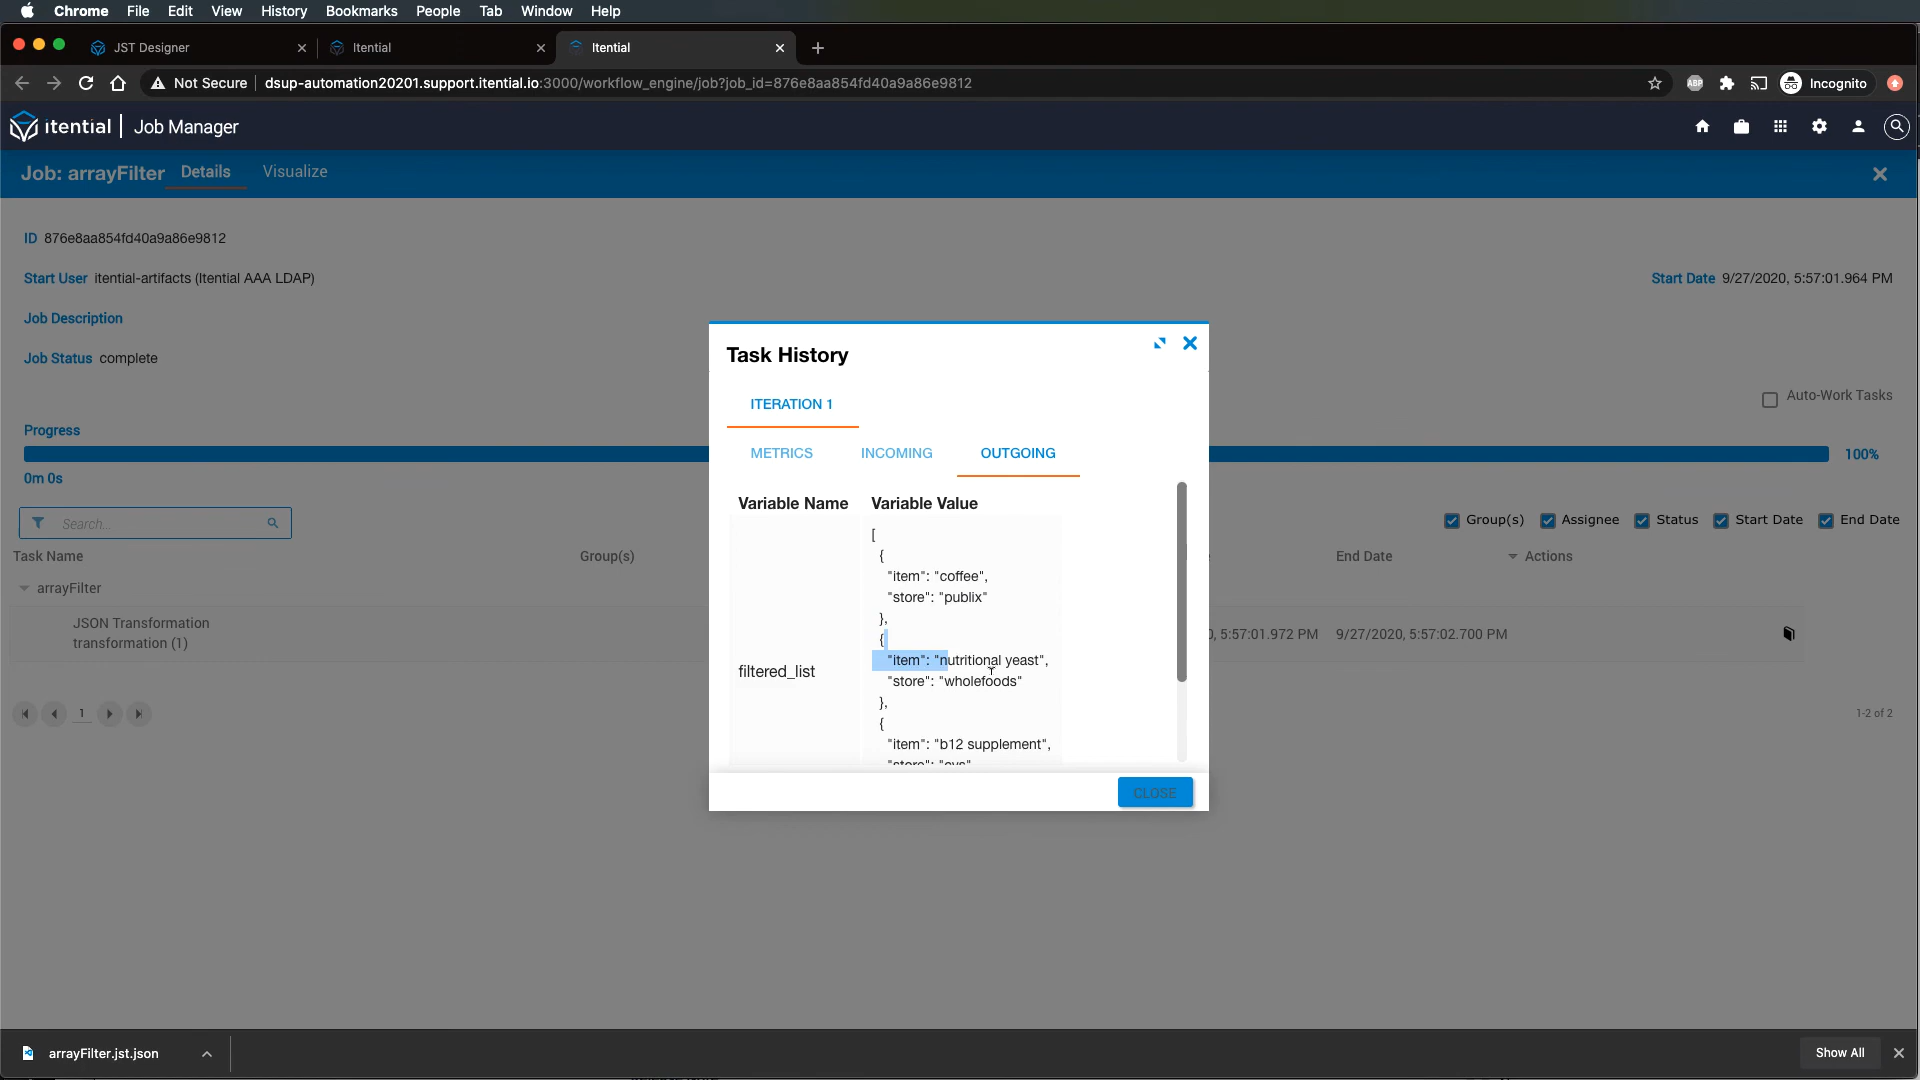 Chrome File Edit View History Bookmarks People Tab Window Help
JST Designer
Itential
Itential
Not Secure dsup-automation20201.support.itential.io:3000/workflow_engine/job?job_id=876e8aa854fd40a9a86e9812
ABP
Incognito
itential | Job Manager
Job: arrayFilter Details Visualize
ID 876e8aa854fd40a9a86e9812
Start User itential-artifacts (Itential AAA LDAP)
Start Date 9/27/2020, 5:57:01.964 PM
Job Description
Job Status complete
Auto-Work Tasks
Progress
100%
0m 0s
Search...
Group(s) Assignee Status Start Date End Date
Task Name Group(s) End Date Actions
arrayFilter
JSON Transformation
transformation (1)
0, 5:57:01.972 PM 9/27/2020, 5:57:02.700 PM
1
1-2 of 2
Task History
ITERATION 1
METRICS INCOMING OUTGOING
Variable Name Variable Value
filtered_list
[
{
"item": "coffee",
"store": "publix"
},
{
"item": "nutritional yeast",
"store": "wholefoods"
},
{
"item": "b12 supplement",
"store": "cvs"
CLOSE
arrayFilter.jst.json
Show All